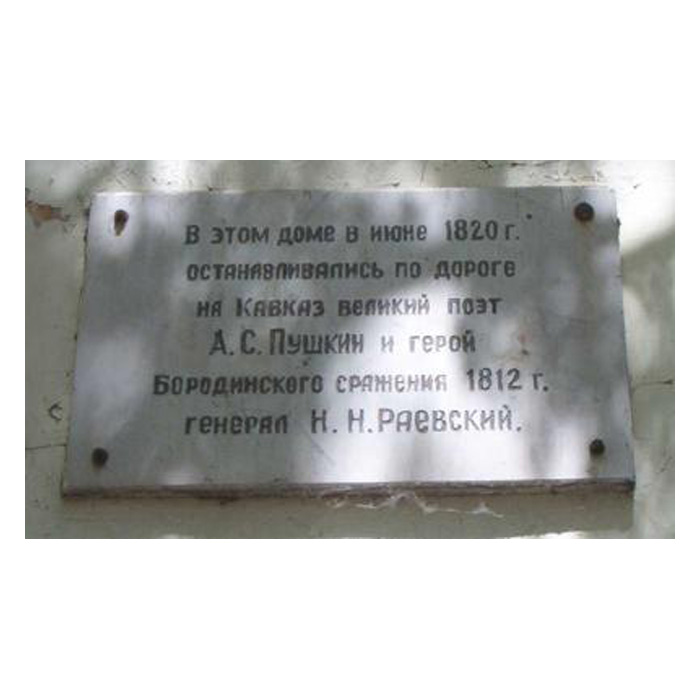 В этом доме в июне 1820 г.
останавливались по дороге
на Кавказ великий поэт
А. С. Пушкин и герой
Бородинского сражения 1812 г.
генерал Н. Н. Раевский.